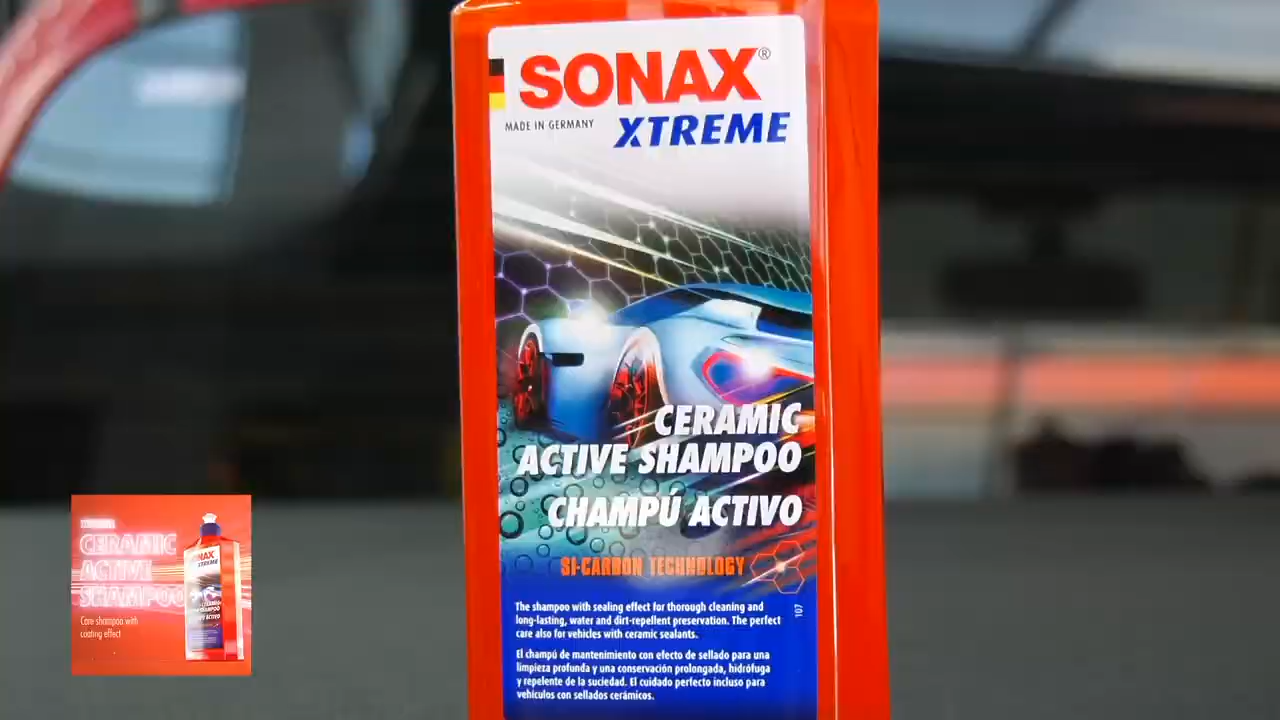 SONAX®
MADE IN GERMANY
XTREME
CERAMIC
ACTIVE SHAMPOO
CHAMPÚ ACTIVO
SI-CARBON TECHNOLOGY
The shampoo with sealing effect for thorough cleaning and
long-lasting, water and dirt-repellent preservation. The perfect
care also for vehicles with ceramic sealants.
107
El champú de mantenimiento con efecto de sellado para una
limpieza profunda y una conservación prolongada, hidrófuga
y repelente de la suciedad. El cuidado perfecto incluso para
vehículos con sellados cerámicos.
CERAMIC
ACTIVE
SHAMPOO
Care shampoo with
coating effect
NAX
XTREME